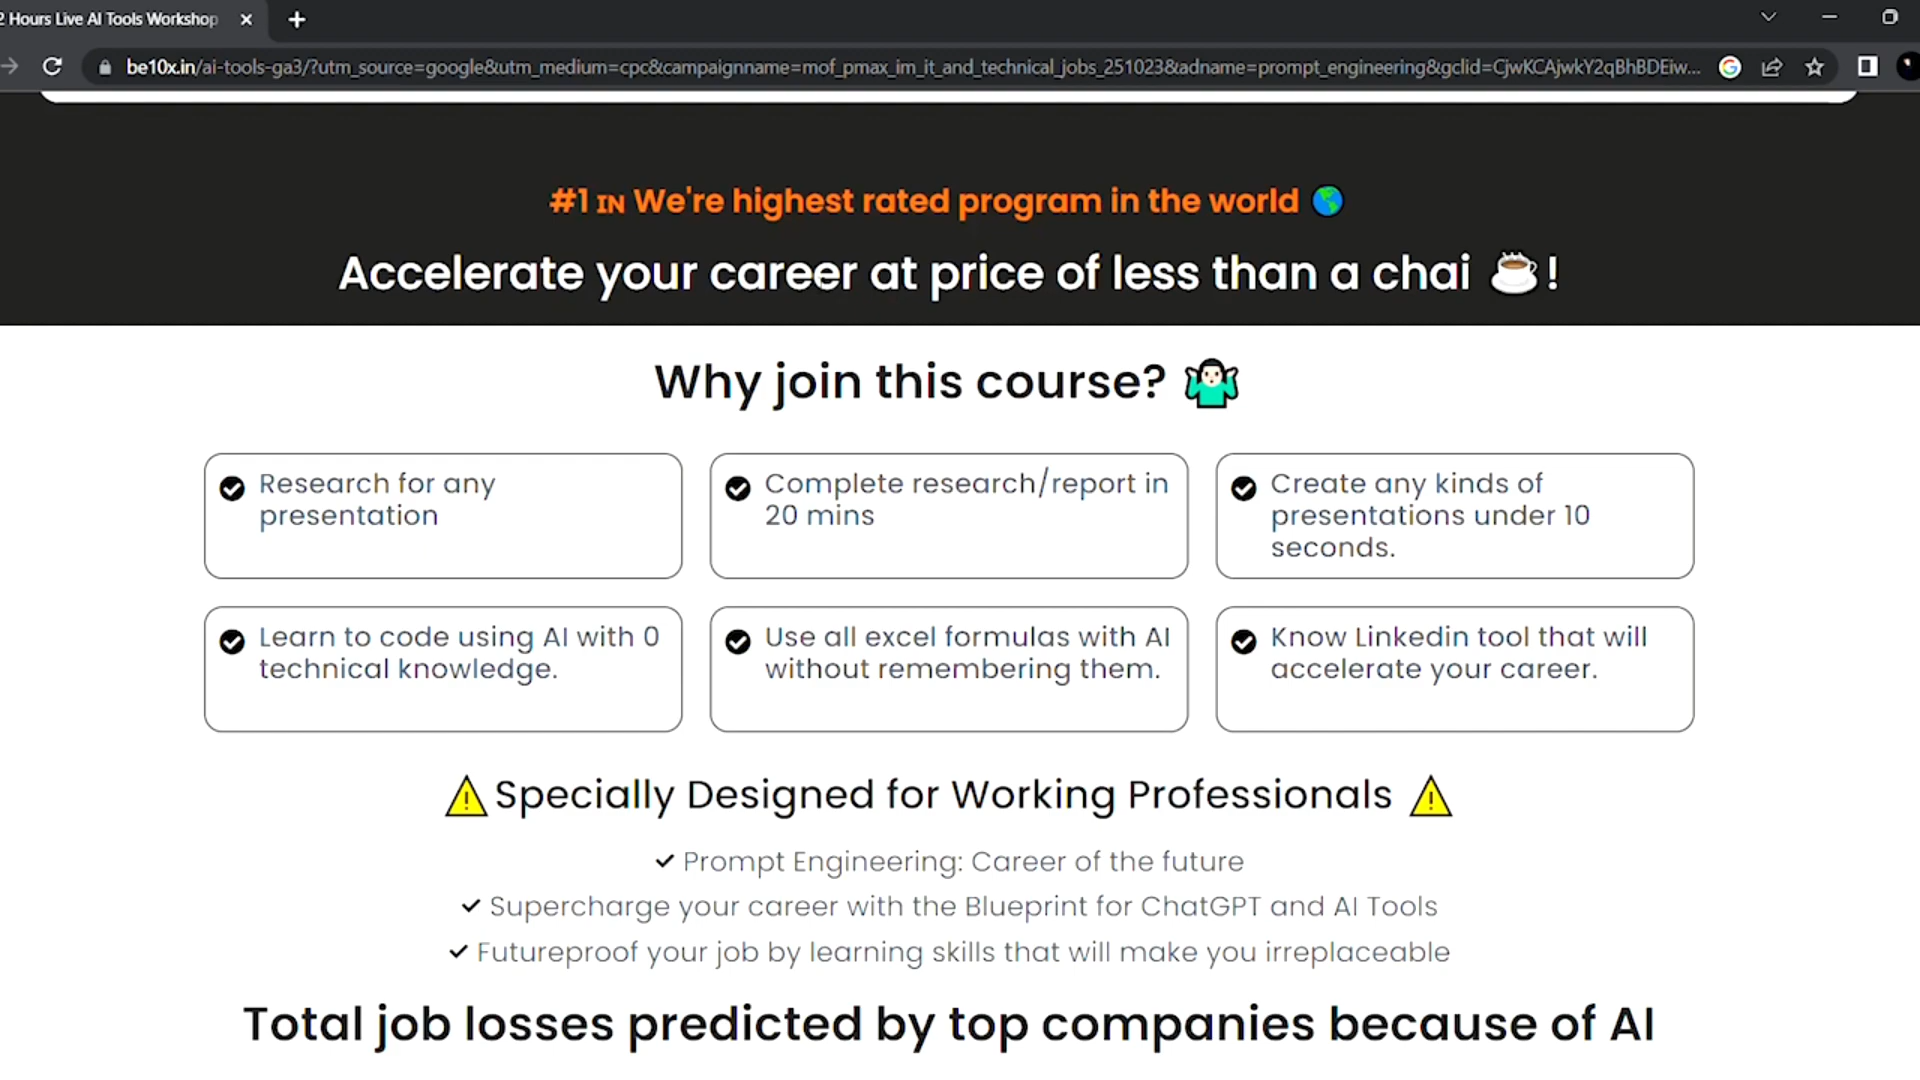 2 Hours Live AI Tools Workshop
be10x.in/ai-tools-ga3/?utm_source=google&utm_medium=cpc&campaignname=mof_pmax_im_it_and_technical_jobs_251023&adname=prompt_engineering&gclid=CjwKCAjwkY2qBhBDEiw...
#1 IN We're highest rated program in the world 🌎
Accelerate your career at price of less than a chai ☕!
Why join this course? 🤷🏻‍♂️
Research for any
presentation
Complete research/report in
20 mins
Create any kinds of
presentations under 10
seconds.
Learn to code using AI with 0
technical knowledge.
Use all excel formulas with AI
without remembering them.
Know Linkedin tool that will
accelerate your career.
⚠️Specially Designed for Working Professionals ⚠️
✓ Prompt Engineering: Career of the future
✓ Supercharge your career with the Blueprint for ChatGPT and AI Tools
✓ Futureproof your job by learning skills that will make you irreplaceable
Total job losses predicted by top companies because of AI